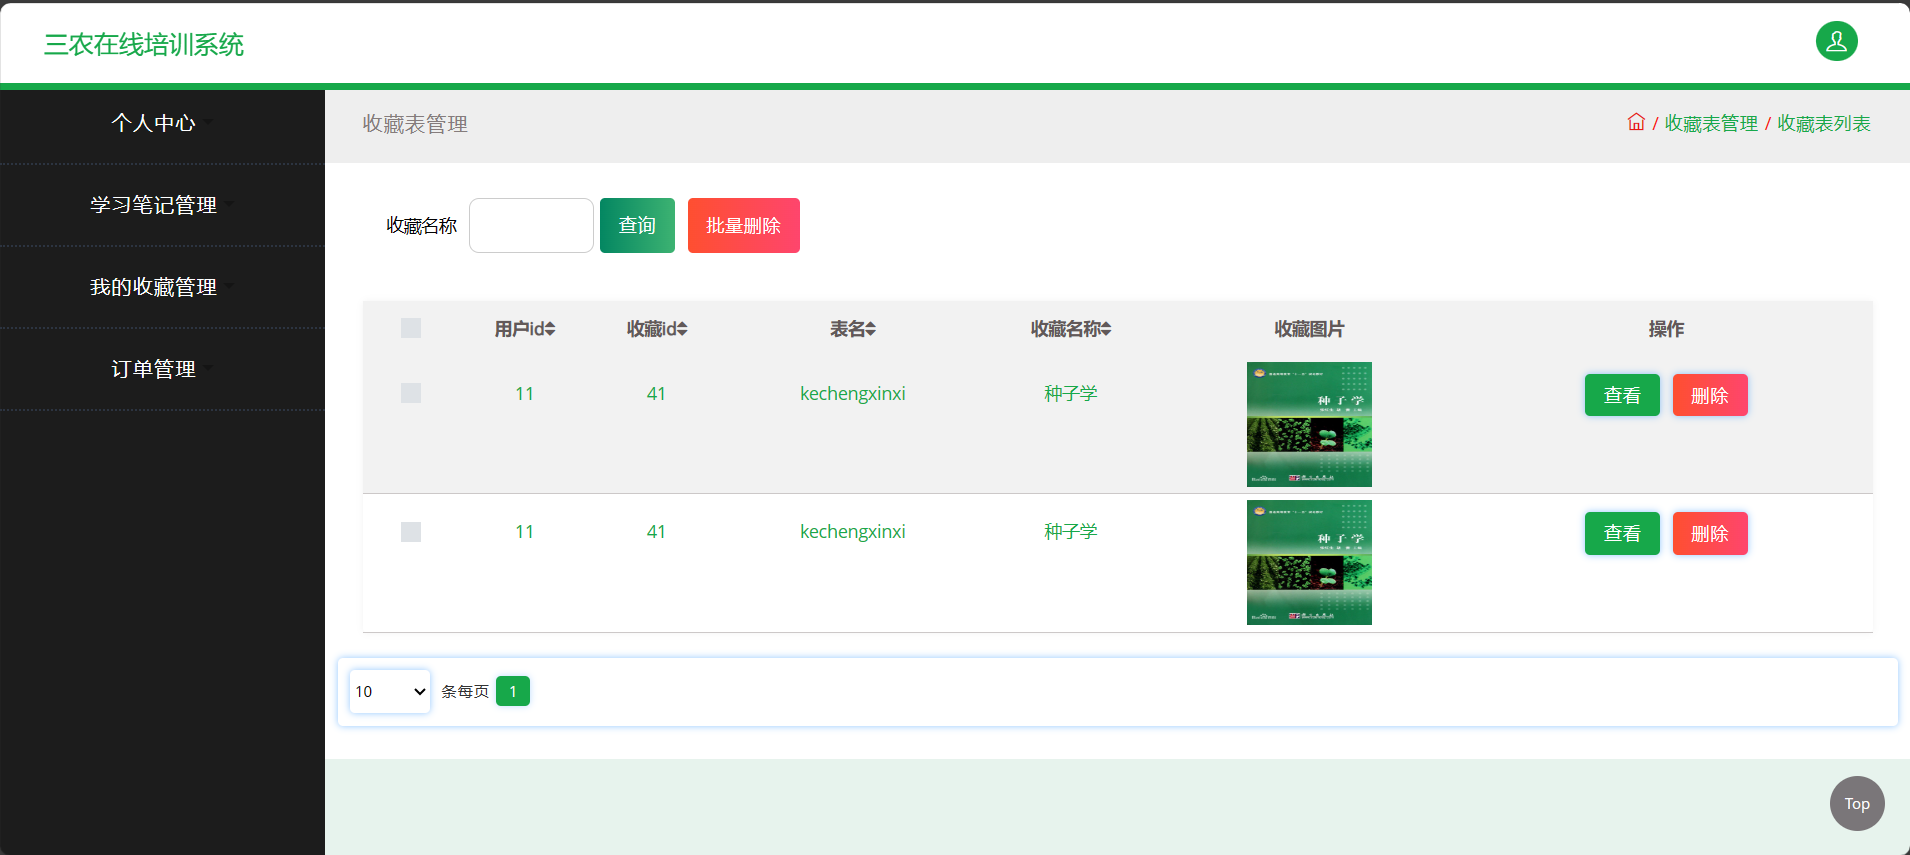 三农在线培训系统
个人中心
学习笔记管理
我的收藏管理
订单管理
收藏表管理
/ 收藏表管理 / 收藏表列表
收藏名称 查询 批量删除
用户id 收藏id 表名 收藏名称 收藏图片 操作
11 41 kechengxinxi 种子学 查看 删除
种子学
11 41 kechengxinxi 种子学 查看 删除
种子学
10 条每页 1
Top